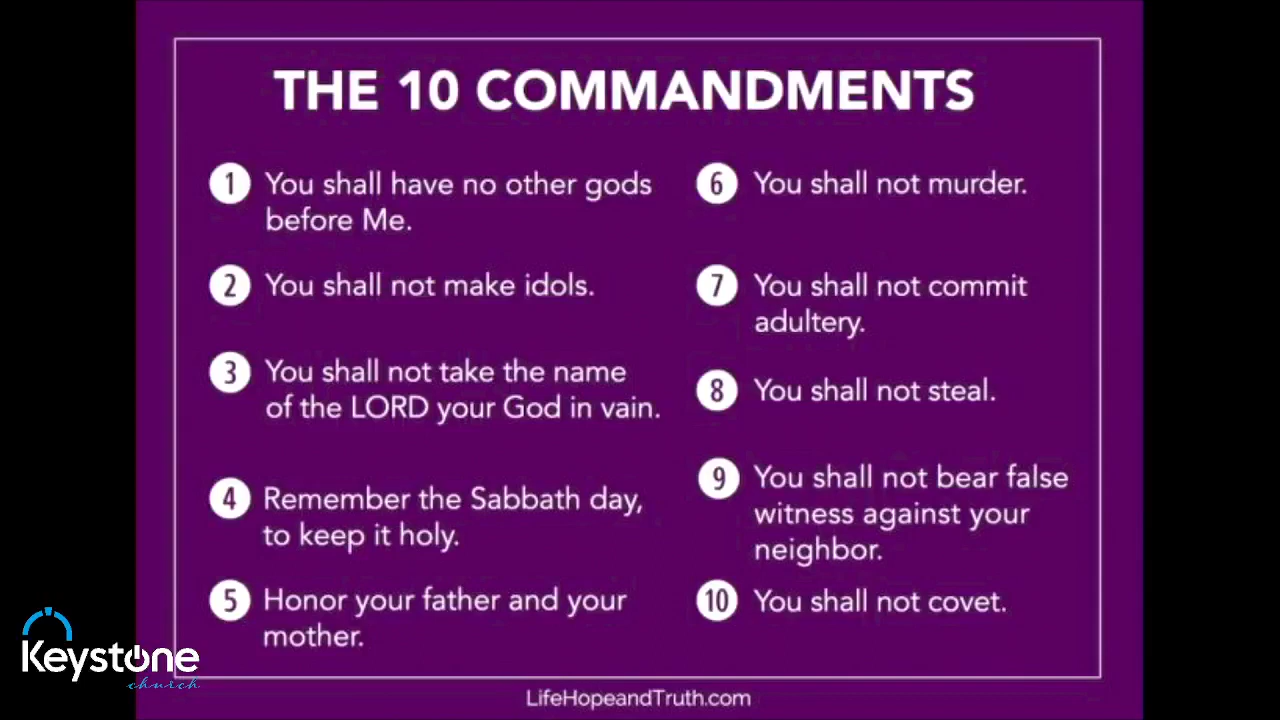 THE 10 COMMANDMENTS
1 You shall have no other gods
before Me.
2 You shall not make idols.
3 You shall not take the name
of the LORD your God in vain.
4 Remember the Sabbath day,
to keep it holy.
5 Honor your father and your
mother.
6 You shall not murder.
7 You shall not commit
adultery.
8 You shall not steal.
9 You shall not bear false
witness against your
neighbor.
10 You shall not covet.
Keystone
church
LifeHopeandTruth.com